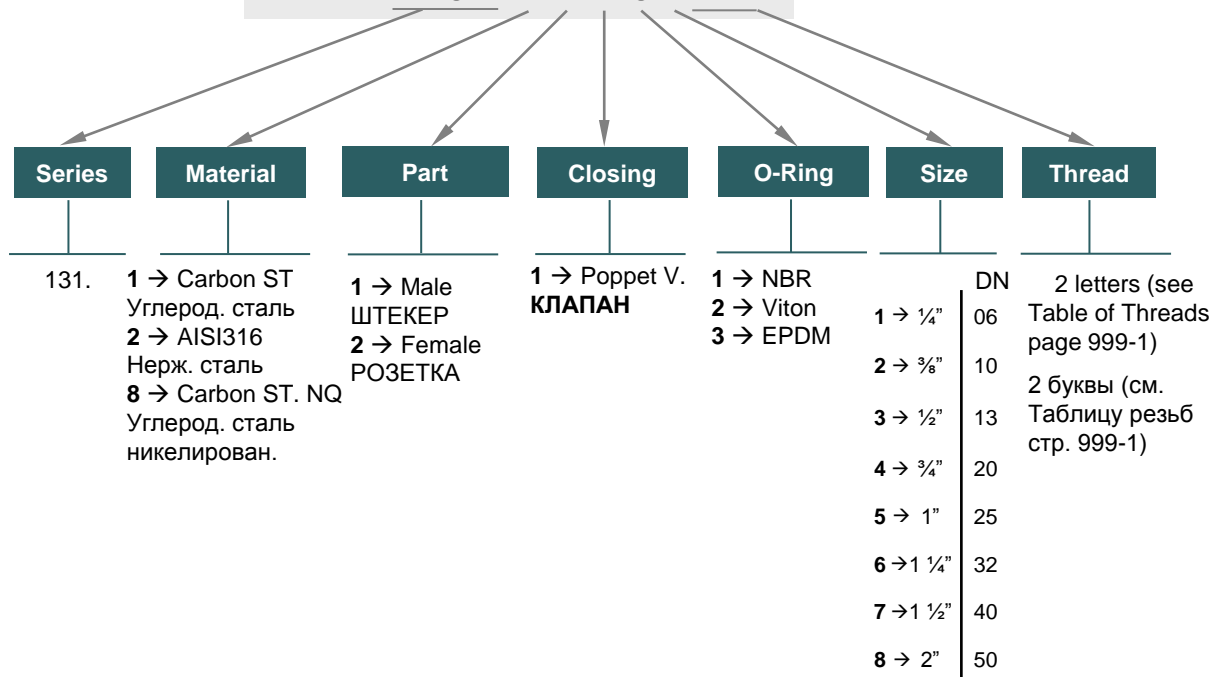 Series
Material
Part
Closing
O-Ring
Size
Thread
131.
1 → Carbon ST
Углерод. сталь
2 → AISI316
Нерж. сталь
8 → Carbon ST. NQ
Углерод. сталь
никелирован.
1 → Male
ШТЕКЕР
2 → Female
РОЗЕТКА
1 → Poppet V.
КЛАПАН
1 → NBR
2 → Viton
3 → EPDM
DN
1 → ¼” 06
2 → ⅜” 10
3 → ½” 13
4 → ¾” 20
5 → 1” 25
6 →1 ¼” 32
7 →1 ½” 40
8 → 2” 50
2 letters (see
Table of Threads
page 999-1)
2 буквы (см.
Таблицу резьб
стр. 999-1)